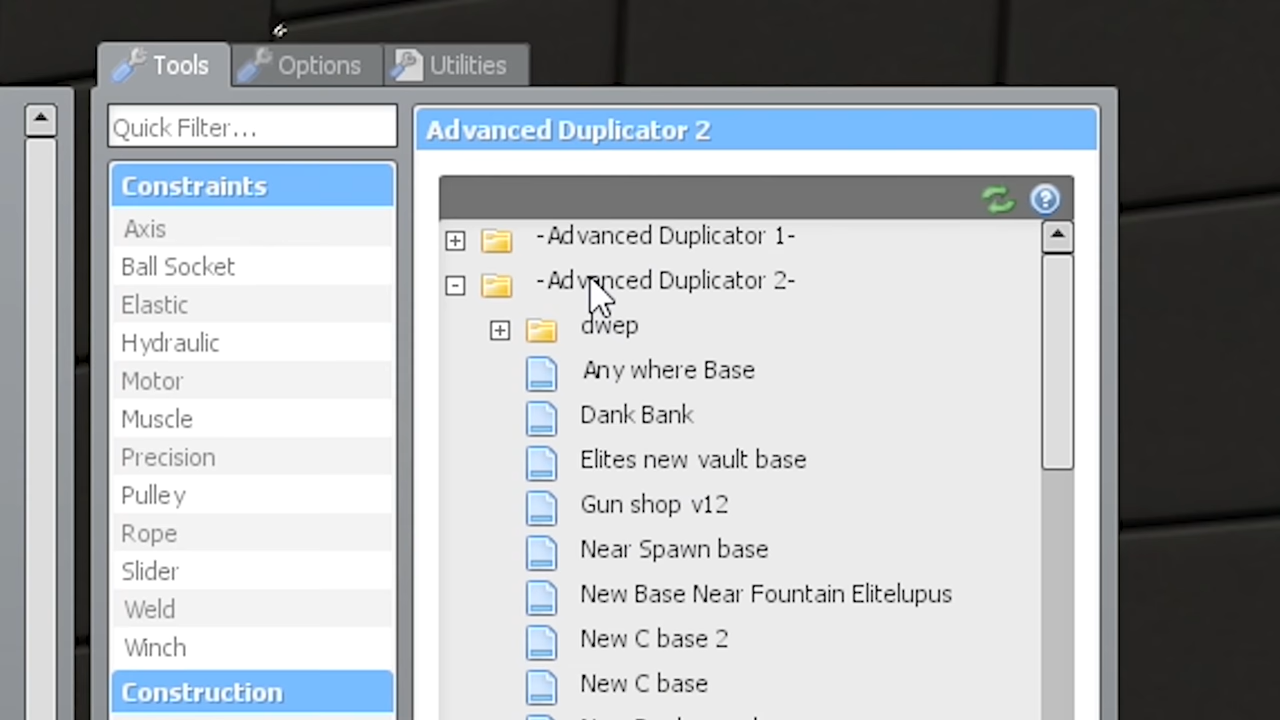 Tools
Options
Utilities
Quick Filter...
Constraints
Axis
Ball Socket
Elastic
Hydraulic
Motor
Muscle
Precision
Pulley
Rope
Slider
Weld
Winch
Construction
Advanced Duplicator 2
-Advanced Duplicator 1-
-Advanced Duplicator 2-
dwep
Any where Base
Dank Bank
Elites new vault base
Gun shop v12
Near Spawn base
New Base Near Fountain Elitelupus
New C base 2
New C base